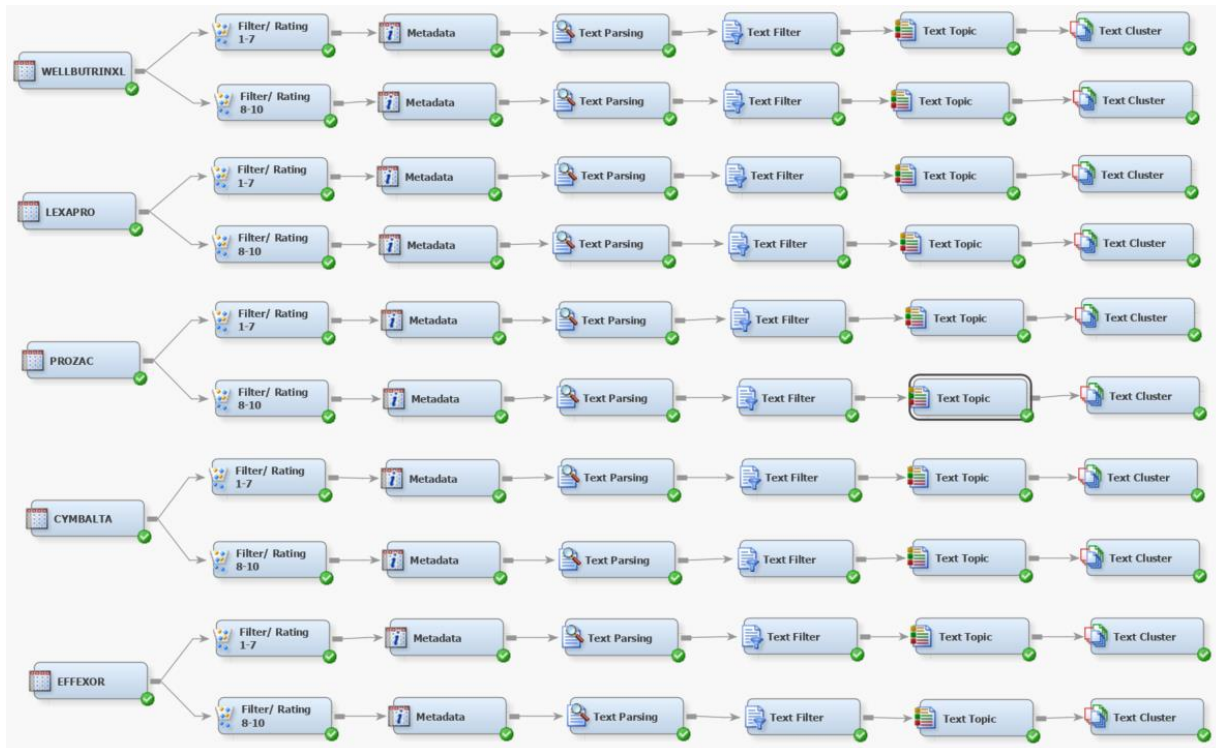 WELLBUTRINXL
Filter/ Rating
1-7
Metadata
Text Parsing
Text Filter
Text Topic
Text Cluster
Filter/ Rating
8-10
Metadata
Text Parsing
Text Filter
Text Topic
Text Cluster
LEXAPRO
Filter/ Rating
1-7
Metadata
Text Parsing
Text Filter
Text Topic
Text Cluster
Filter/ Rating
8-10
Metadata
Text Parsing
Text Filter
Text Topic
Text Cluster
PROZAC
Filter/ Rating
1-7
Metadata
Text Parsing
Text Filter
Text Topic
Text Cluster
Filter/ Rating
8-10
Metadata
Text Parsing
Text Filter
Text Topic
Text Cluster
CYMBALTA
Filter/ Rating
1-7
Metadata
Text Parsing
Text Filter
Text Topic
Text Cluster
Filter/ Rating
8-10
Metadata
Text Parsing
Text Filter
Text Topic
Text Cluster
EFFEXOR
Filter/ Rating
1-7
Metadata
Text Parsing
Text Filter
Text Topic
Text Cluster
Filter/ Rating
8-10
Metadata
Text Parsing
Text Filter
Text Topic
Text Cluster